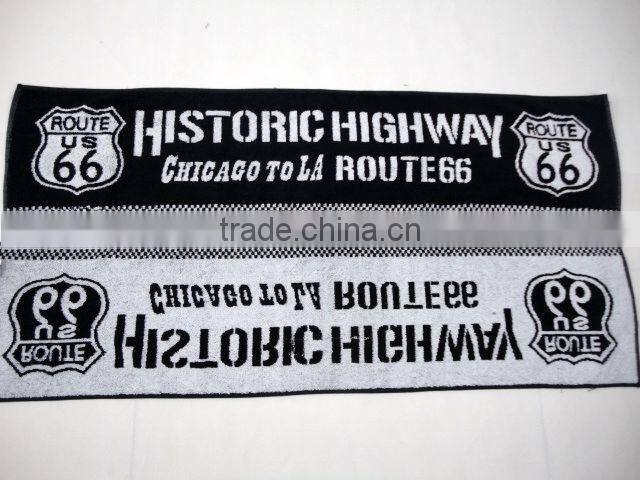 ROUTE
US
66
HISTORIC HIGHWAY
CHICAGO TO LA ROUTE66
ROUTE
US
66
trade.china.cn
66
US
ROUTE
CHICAGO TO LA ROUTE66
HISTORIC HIGHWAY
66
US
ROUTE